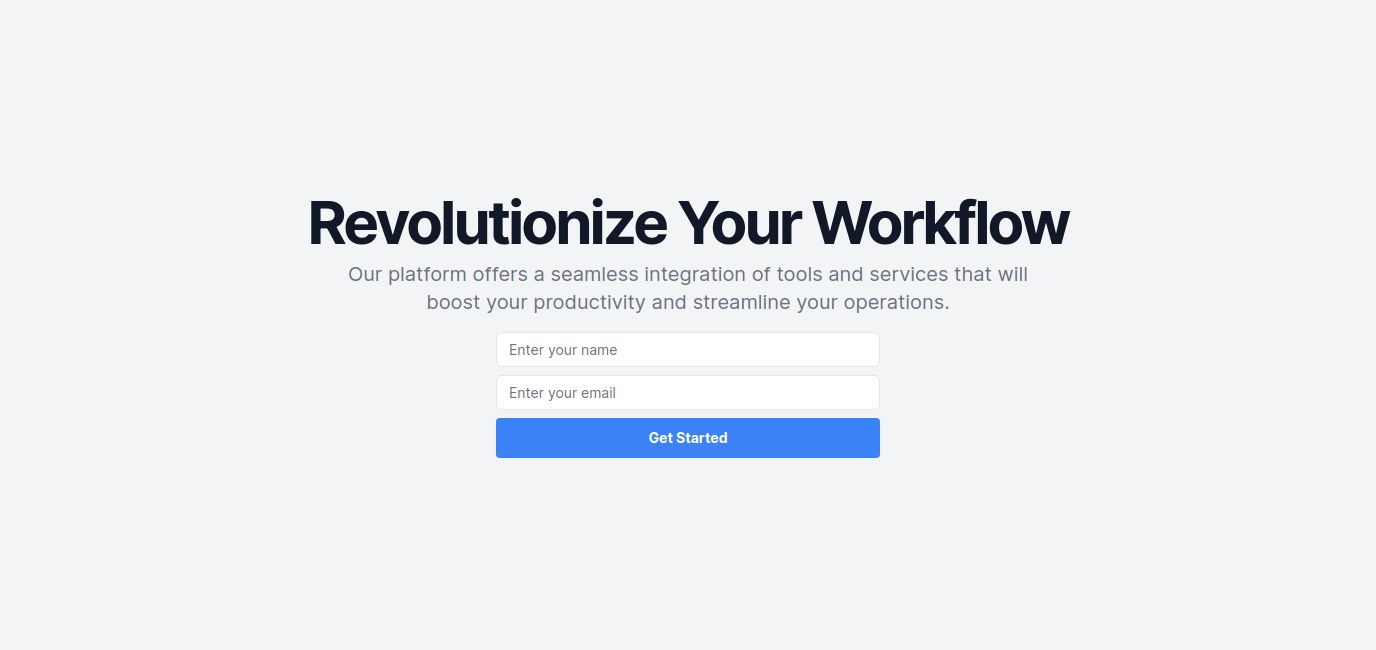 Revolutionize Your Workflow
Our platform offers a seamless integration of tools and services that will
boost your productivity and streamline your operations.
Enter your name
Enter your email
Get Started